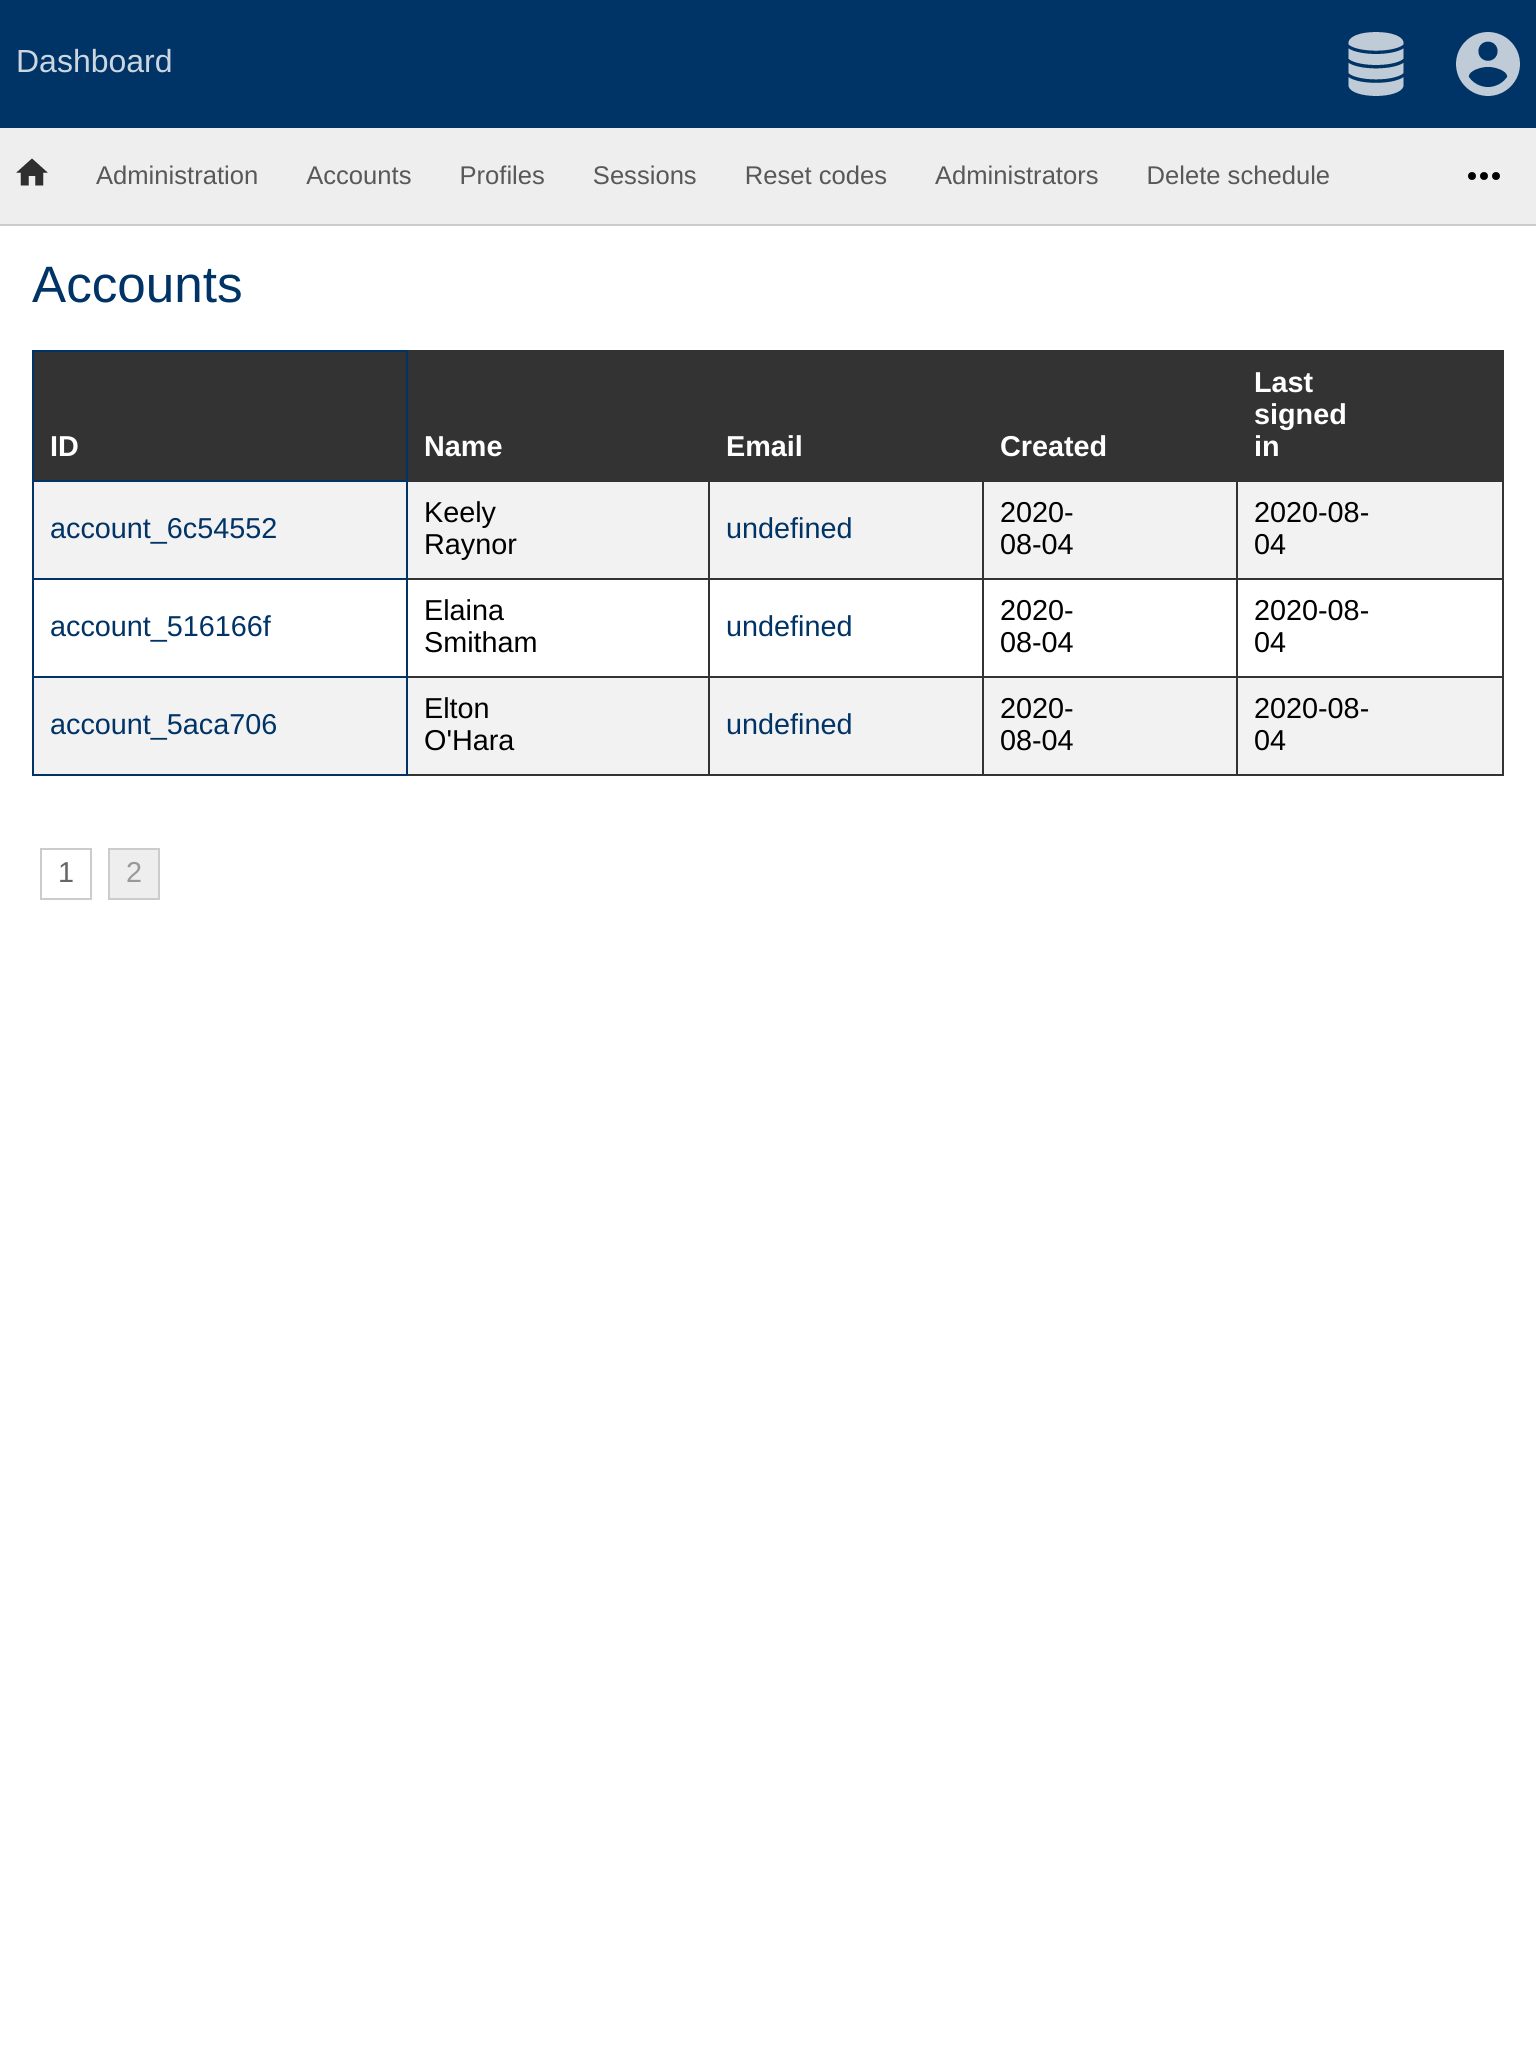 Dashboard
Administration Accounts Profiles Sessions Reset codes Administrators Delete schedule
Accounts
ID Name Email Created Last signed in
account_6c54552 Keely Raynor undefined 2020-08-04 2020-08-04
account_516166f Elaina Smitham undefined 2020-08-04 2020-08-04
account_5aca706 Elton O'Hara undefined 2020-08-04 2020-08-04
1 2